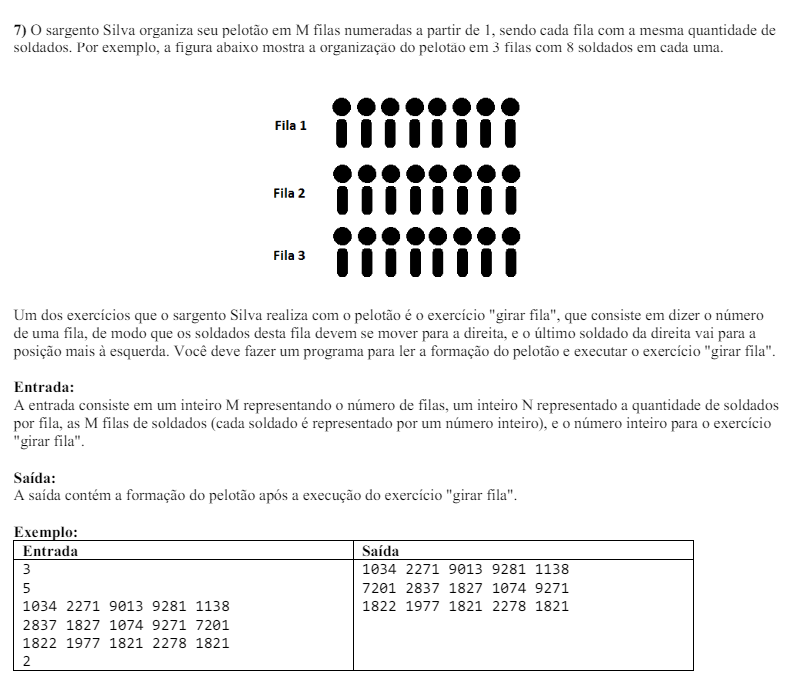 7) O sargento Silva organiza seu pelotão em M filas numeradas a partir de 1, sendo cada fila com a mesma quantidade de
soldados. Por exemplo, a figura abaixo mostra a organização do pelotão em 3 filas com 8 soldados em cada uma.
Fila 1
Fila 2
Fila 3
Um dos exercícios que o sargento Silva realiza com o pelotão é o exercício "girar fila", que consiste em dizer o número
de uma fila, de modo que os soldados desta fila devem se mover para a direita, e o último soldado da direita vai para a
posição mais à esquerda. Você deve fazer um programa para ler a formação do pelotão e executar o exercício "girar fila".
Entrada:
A entrada consiste em um inteiro M representando o número de filas, um inteiro N representado a quantidade de soldados
por fila, as M filas de soldados (cada soldado é representado por um número inteiro), e o número inteiro para o exercício
"girar fila".
Saída:
A saída contém a formação do pelotão após a execução do exercício "girar fila".
Exemplo:
Entrada
3
5
1034 2271 9013 9281 1138
2837 1827 1074 9271 7201
1822 1977 1821 2278 1821
2
Saída
1034 2271 9013 9281 1138
7201 2837 1827 1074 9271
1822 1977 1821 2278 1821